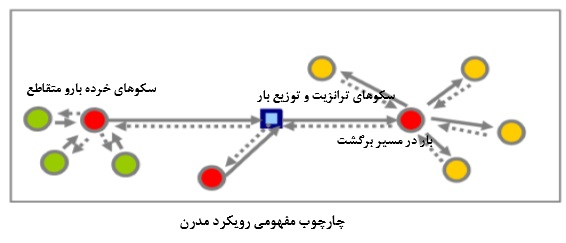 سکوهای خرده بارو متقاطع
سکوهای ترانزیت و توزیع بار
بار در مسیر برگشت
چارچوب مفهومی رویکرد مدرن